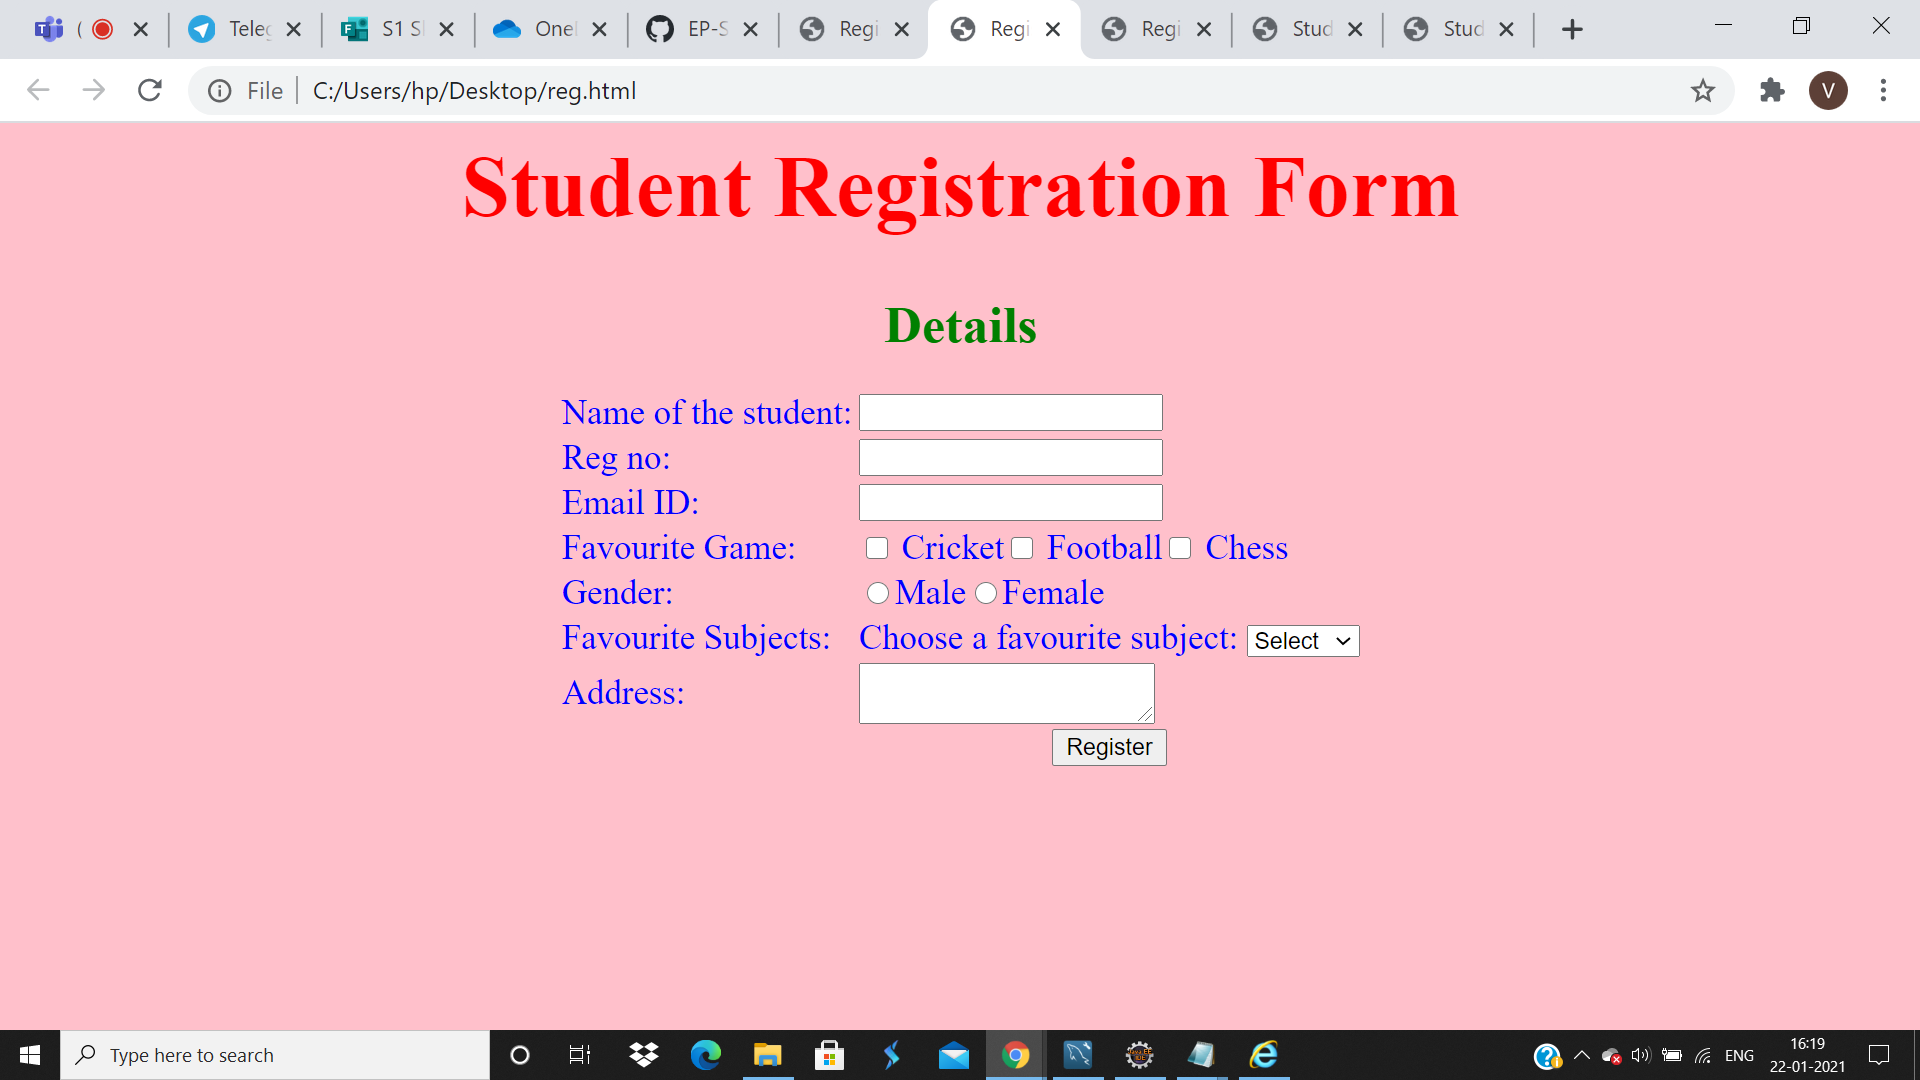 ( Teleg S1 S OneI EP-S Regi Regi Regi Stud Stud
File C:/Users/hp/Desktop/reg.html V
Student Registration Form
Details
Name of the student:
Reg no:
Email ID:
Favourite Game: Cricket Football Chess
Gender: Male Female
Favourite Subjects: Choose a favourite subject: Select
Address:
Register
Type here to search ENG 16:19
22-01-2021